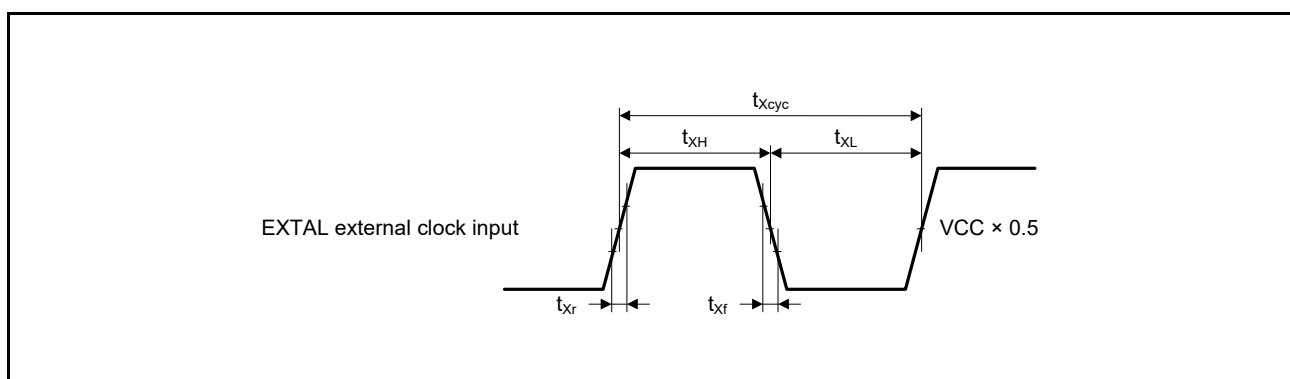 tXcyc
tXH
tXL
EXTAL external clock input
VCC × 0.5
tXr
tXf